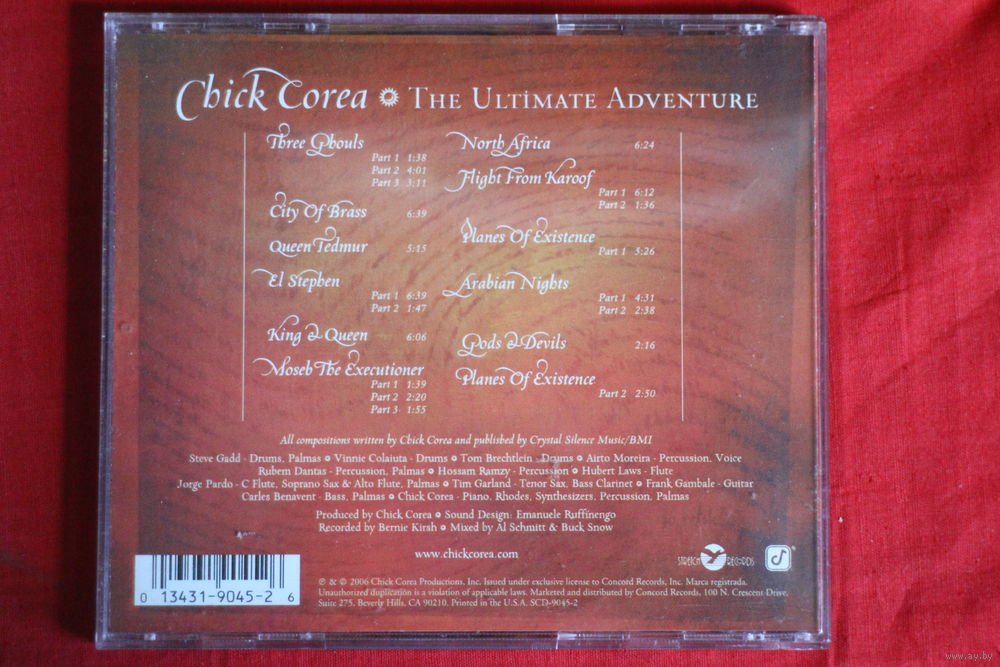 Chick Corea The Ultimate Adventure
Three Ghouls
Part 1 1:38
Part 2 4:01
Part 3 3:11
City Of Brass 6:39
Queen Tedmur 5:15
El Stephen
Part 1 6:39
Part 2 1:47
King & Queen 6:06
Moseb The Executioner
Part 1 1:39
Part 2 2:20
Part 3 1:55
North Africa 6:24
Flight From Karoof
Part 1 6:12
Part 2 1:36
Planes Of Existence
Part 1 5:26
Arabian Nights
Part 1 4:31
Part 2 2:38
Gods & Devils 2:16
Planes Of Existence
Part 2 2:50
All compositions written by Chick Corea and published by Crystal Silence Music/BMI
Steve Gadd - Drums, Palmas • Vinnie Colaiuta - Drums • Tom Brechtlein - Drums • Airto Moreira - Percussion, Voice
Rubem Dantas - Percussion, Palmas • Hossam Ramzy - Percussion • Hubert Laws - Flute
Jorge Pardo - C Flute, Soprano Sax & Alto Flute, Palmas • Tim Garland - Tenor Sax, Bass Clarinet • Frank Gambale - Guitar
Carles Benavent - Bass, Palmas • Chick Corea - Piano, Rhodes, Synthesizers, Percussion, Palmas
Produced by Chick Corea • Sound Design: Emanuele Ruffinengo
Recorded by Bernie Kirsh • Mixed by Al Schmitt & Buck Snow
www.chickcorea.com
STRETCH RECORDS
0 13431-9045-2 6
℗ & © 2006 Chick Corea Productions, Inc. Issued under exclusive license to Concord Records, Inc. Marca registrada.
Unauthorized duplication is a violation of applicable laws. Marketed and distributed by Concord Records, 100 N. Crescent Drive,
Suite 275, Beverly Hills, CA 90210. Printed in the U.S.A. SCD-9045-2
www.ay.by